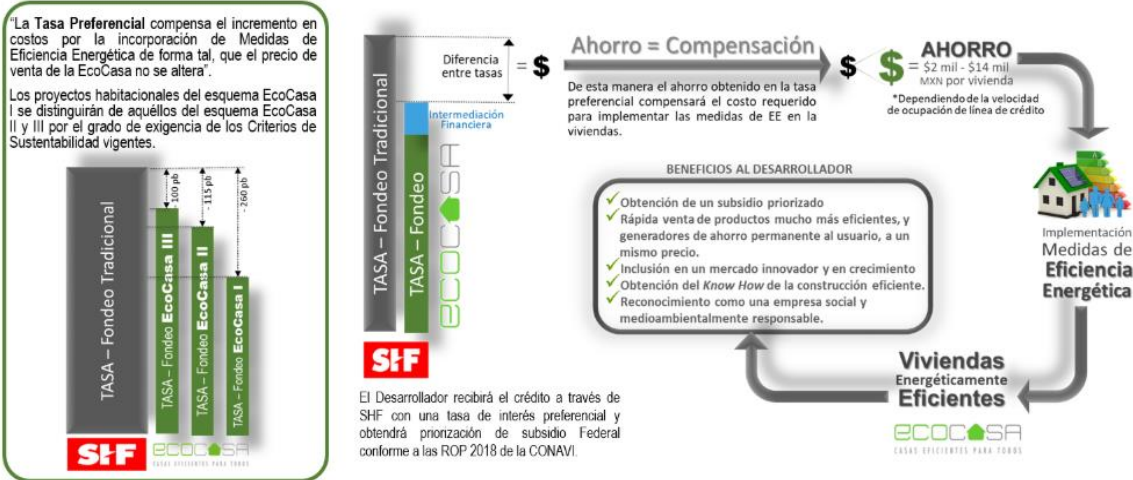 "La Tasa Preferencial compensa el incremento en
costos por la incorporación de Medidas de
Eficiencia Energética de forma tal, que el precio de
venta de la EcoCasa no se altera".
Los proyectos habitacionales del esquema EcoCasa
I se distinguirán de aquéllos del esquema EcoCasa
II y III por el grado de exigencia de los Criterios de
Sustentabilidad vigentes.
TASA – Fondeo Tradicional
- 100 pb
- 115 pb
- 260 pb
TASA – Fondeo EcoCasa III
TASA – Fondeo EcoCasa II
TASA – Fondeo EcoCasa I
SHF
ECOCASA
CASAS EFICIENTES PARA TODOS
TASA – Fondeo Tradicional
Diferencia
entre tasas
= $
Intermediación
Financiera
TASA – Fondeo
ECOCASA
SHF
El Desarrollador recibirá el crédito a través de
SHF con una tasa de interés preferencial y
obtendrá priorización de subsidio Federal
conforme a las ROP 2018 de la CONAVI.
Ahorro = Compensación
De esta manera el ahorro obtenido en la tasa
preferencial compensará el costo requerido
para implementar las medidas de EE en la
viviendas.
$ < $
AHORRO
= $2 mil - $14 mil
MXN por vivienda
*Dependiendo de la velocidad
de ocupación de línea de crédito
Implementación
Medidas de
Eficiencia
Energética
BENEFICIOS AL DESARROLLADOR
✓ Obtención de un subsidio priorizado
✓ Rápida venta de productos mucho más eficientes, y
generadores de ahorro permanente al usuario, a un
mismo precio.
✓ Inclusión en un mercado innovador y en crecimiento
✓ Obtención del Know How de la construcción eficiente.
✓ Reconocimiento como una empresa social y
medioambientalmente responsable.
Viviendas
Energéticamente
Eficientes
ECOCASA
CASAS EFICIENTES PARA TODOS